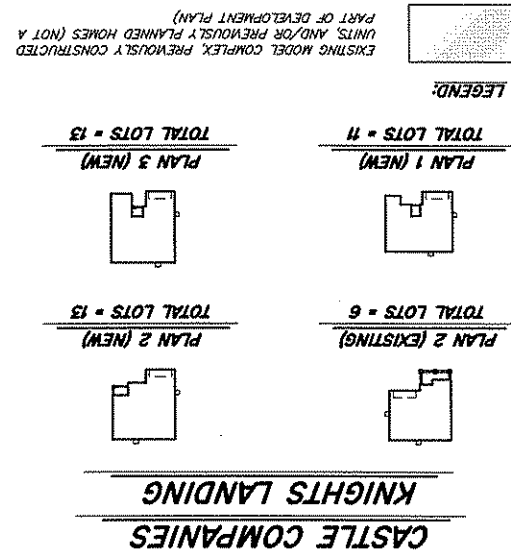 CASTLE COMPANIES
KNIGHTS LANDING
PLAN 2 (NEW)
TOTAL LOTS = 13
PLAN 2 (EXISTING)
TOTAL LOTS = 6
PLAN 3 (NEW)
TOTAL LOTS = 13
PLAN 1 (NEW)
TOTAL LOTS = 11
LEGEND:
EXISTING MODEL COMPLEX, PREVIOUSLY CONSTRUCTED
UNITS, AND/OR PREVIOUSLY PLANNED HOMES (NOT A
PART OF DEVELOPMENT PLAN)